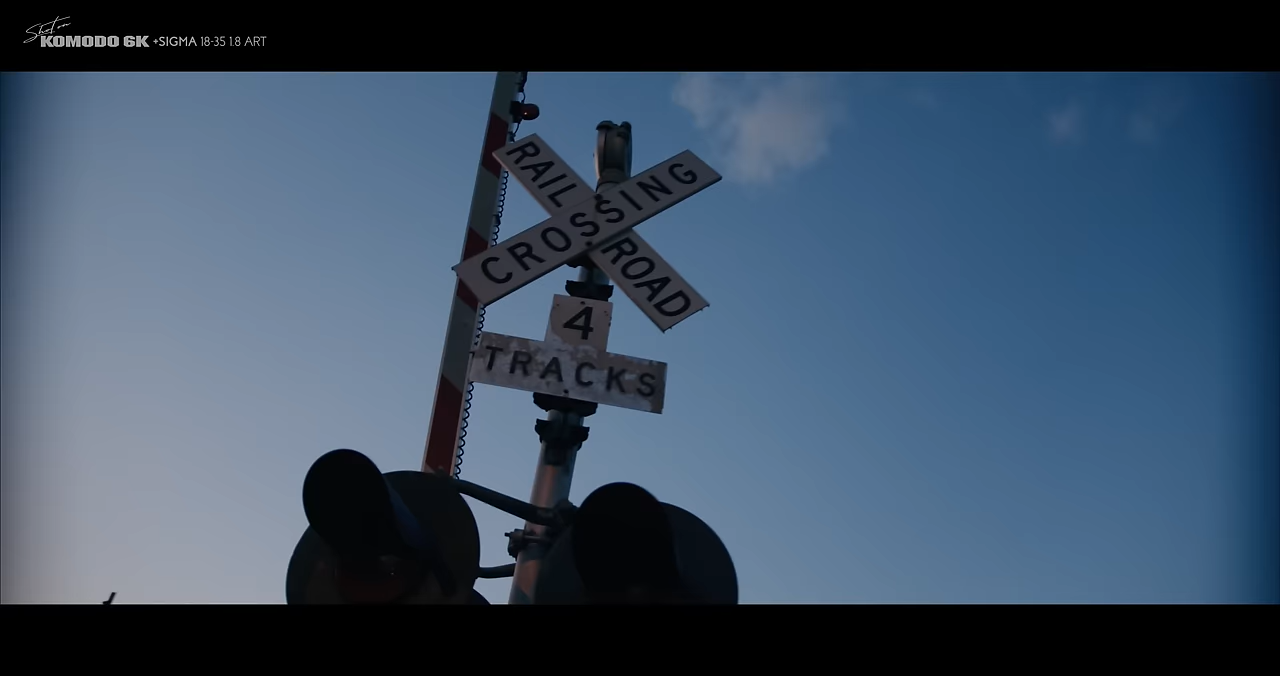 Shot on
KOMODO 6K +SIGMA 18-35 1.8 ART
RAIL ROAD
CROSSING
4
TRACKS